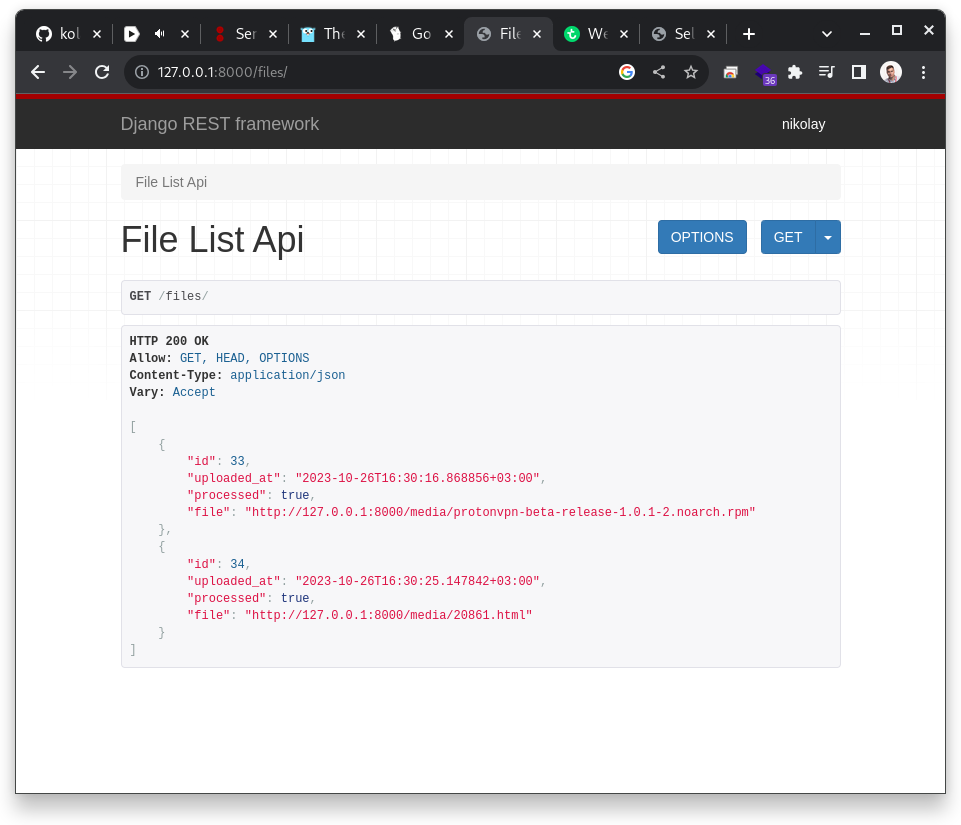 kol
Ser
The
Go
File
We
Sel
127.0.0.1:8000/files/
36
Django REST framework
nikolay
File List Api
File List Api
OPTIONS
GET
GET /files/
HTTP 200 OK
Allow: GET, HEAD, OPTIONS
Content-Type: application/json
Vary: Accept
[
    {
        "id": 33,
        "uploaded_at": "2023-10-26T16:30:16.868856+03:00",
        "processed": true,
        "file": "http://127.0.0.1:8000/media/protonvpn-beta-release-1.0.1-2.noarch.rpm"
    },
    {
        "id": 34,
        "uploaded_at": "2023-10-26T16:30:25.147842+03:00",
        "processed": true,
        "file": "http://127.0.0.1:8000/media/20861.html"
    }
]